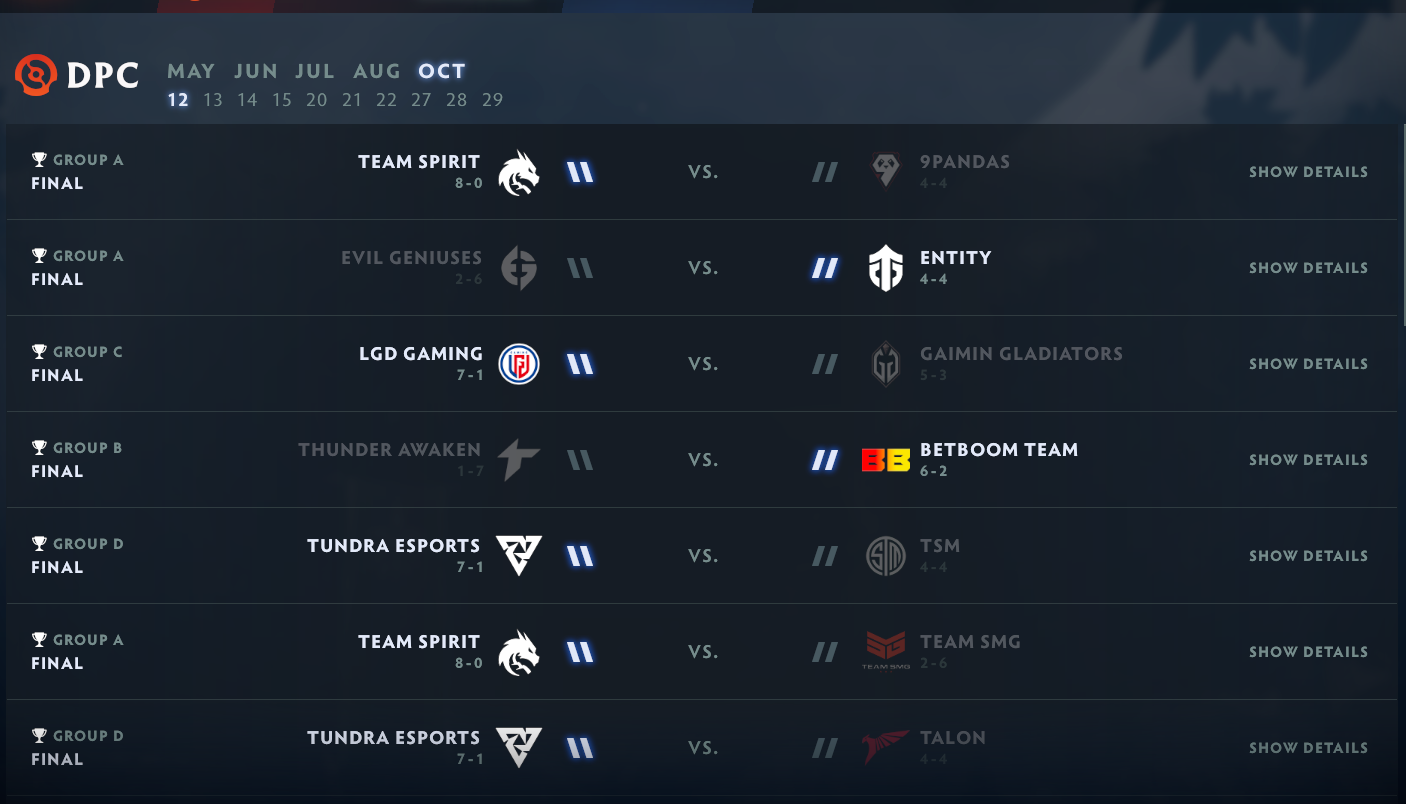 DPC
MAY JUN JUL AUG OCT
12 13 14 15 20 21 22 27 28 29
GROUP A
FINAL
TEAM SPIRIT
8-0
VS.
9PANDAS
4-4
SHOW DETAILS
GROUP A
FINAL
EVIL GENIUSES
2-6
VS.
ENTITY
4-4
SHOW DETAILS
GROUP C
FINAL
LGD GAMING
7-1
VS.
GAIMIN GLADIATORS
5-3
SHOW DETAILS
GROUP B
FINAL
THUNDER AWAKEN
1-7
VS.
BB
BETBOOM TEAM
6-2
SHOW DETAILS
GROUP D
FINAL
TUNDRA ESPORTS
7-1
VS.
TSM
TSM
4-4
SHOW DETAILS
GROUP A
FINAL
TEAM SPIRIT
8-0
VS.
TEAM SMG
TEAM SMG
2-6
SHOW DETAILS
GROUP D
FINAL
TUNDRA ESPORTS
7-1
VS.
TALON
4-4
SHOW DETAILS